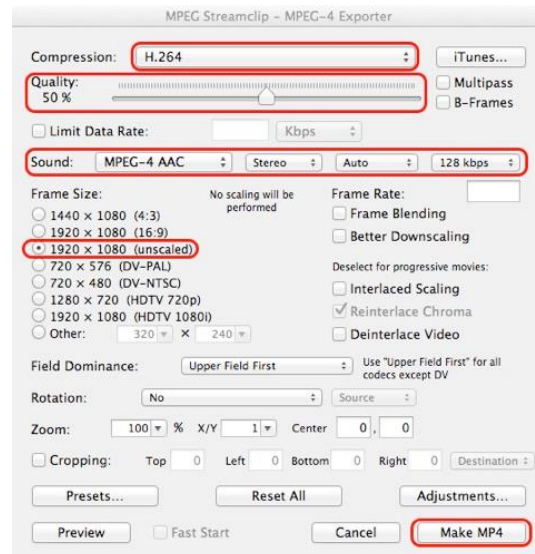 MPEG Streamclip - MPEG-4 Exporter
Compression: H.264 iTunes...
Quality: Multipass
50 % B-Frames
Limit Data Rate: Kbps
Sound: MPEG-4 AAC Stereo Auto 128 kbps
Frame Size: No scaling will be performed Frame Rate:
1440 × 1080 (4:3) Frame Blending
1920 × 1080 (16:9) Better Downscaling
1920 × 1080 (unscaled)
720 × 576 (DV-PAL) Deselect for progressive movies:
720 × 480 (DV-NTSC) Interlaced Scaling
1280 × 720 (HDTV 720p) Reinterlace Chroma
1920 × 1080 (HDTV 1080i)
Other: 320 × 240 Deinterlace Video
Field Dominance: Upper Field First Use "Upper Field First" for all codecs except DV
Rotation: No Source
Zoom: 100 % X/Y 1 Center 0 , 0
Cropping: Top 0 Left 0 Bottom 0 Right 0 Destination
Presets... Reset All Adjustments...
Preview Fast Start Cancel Make MP4